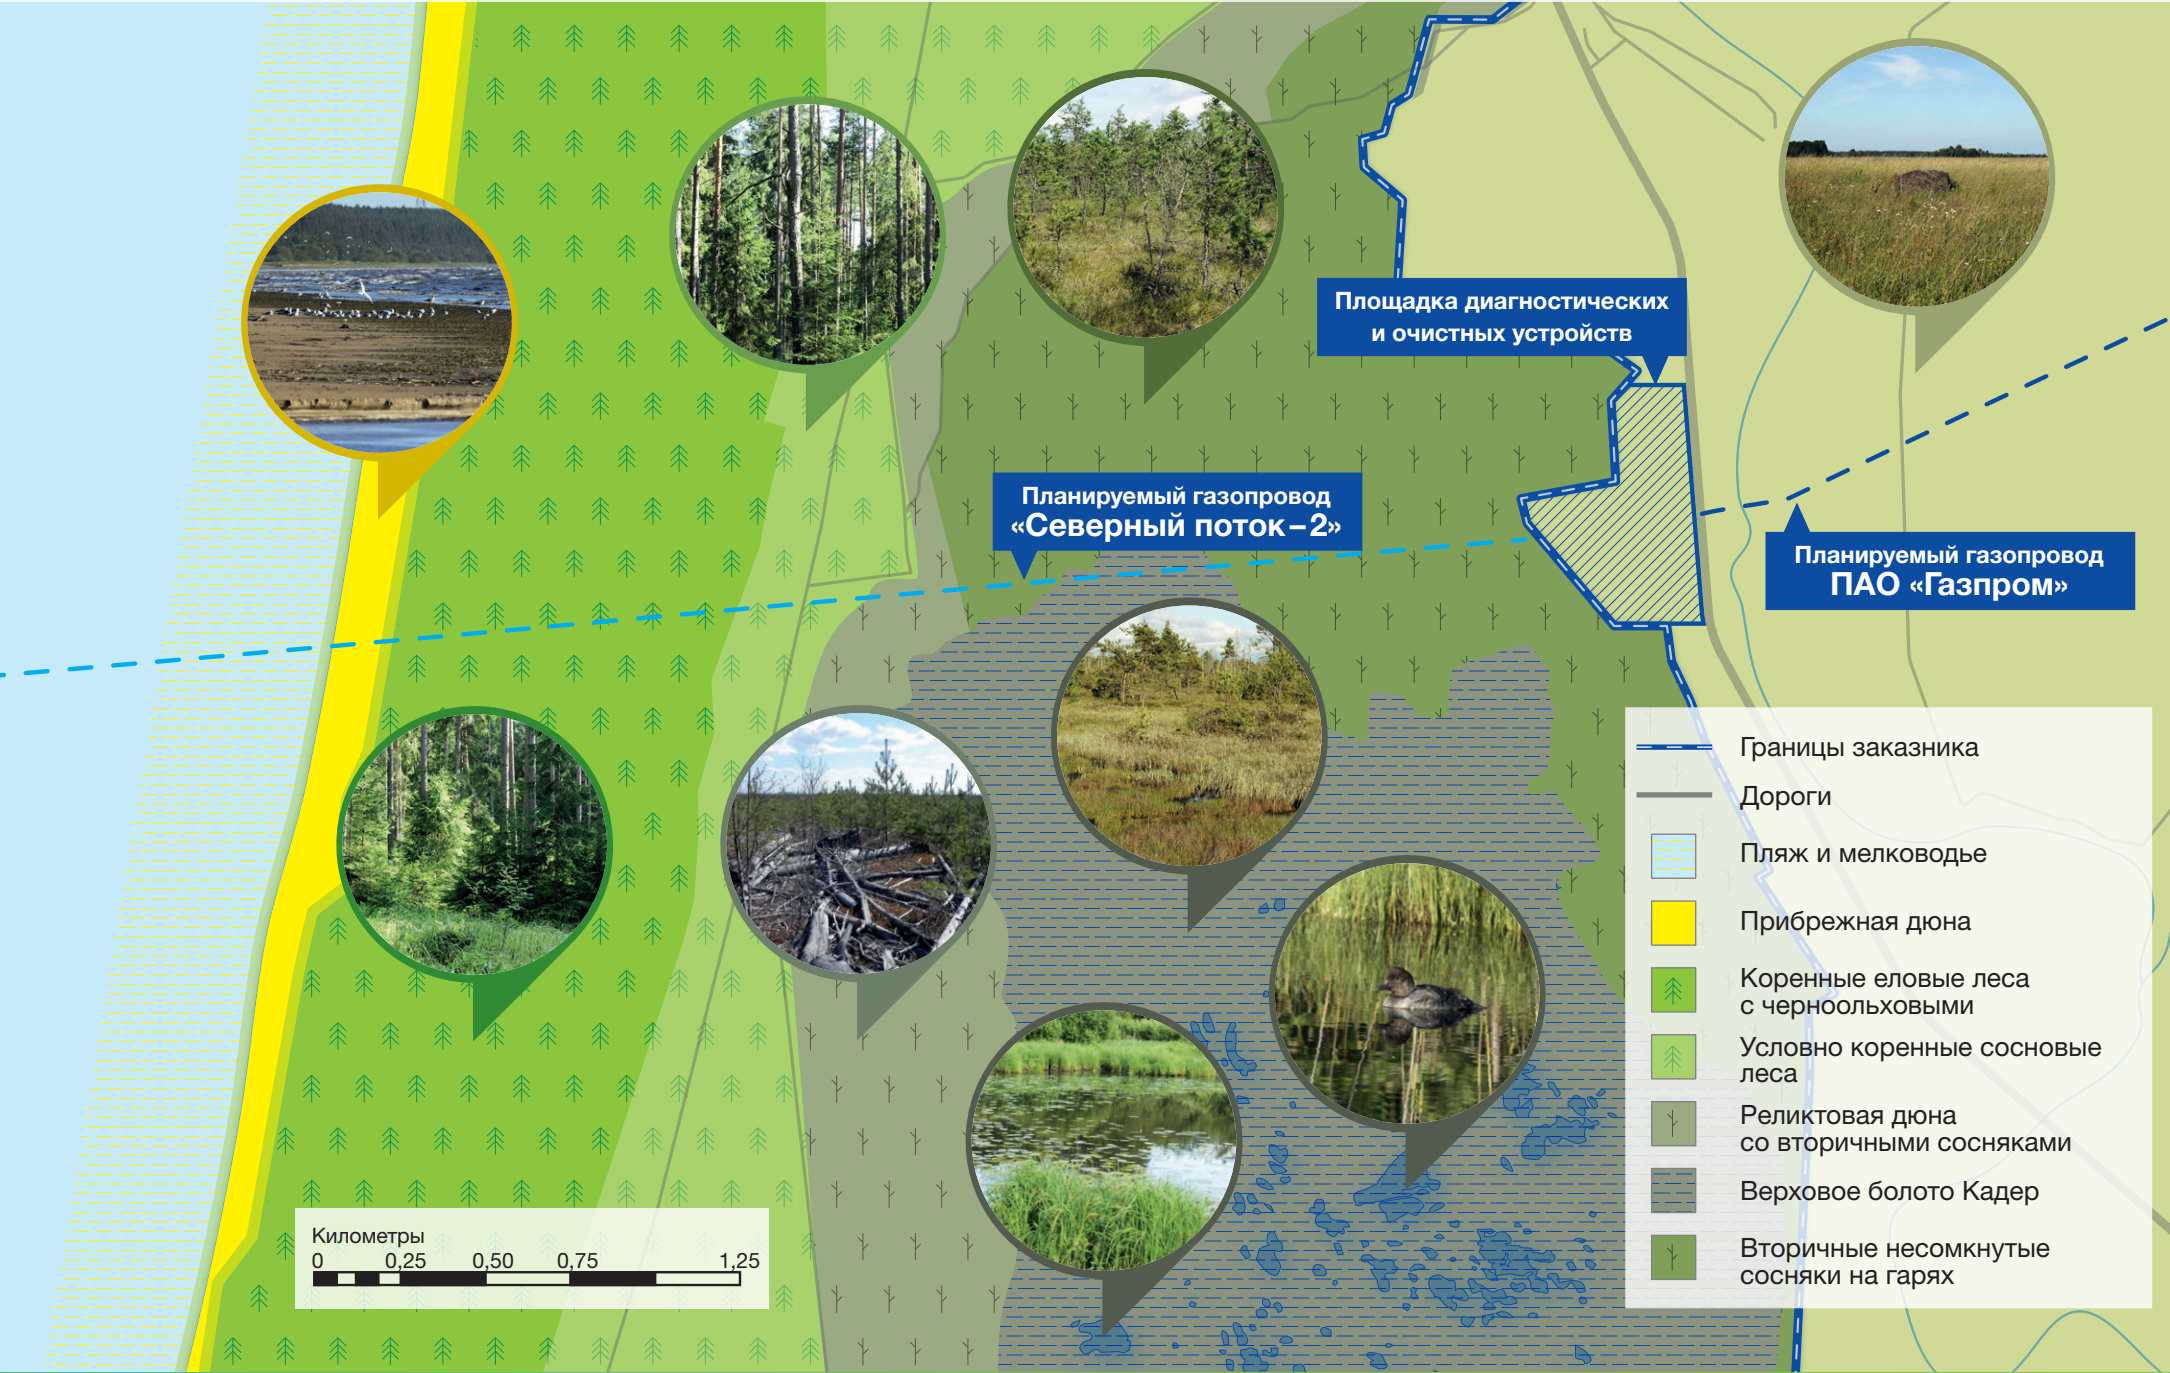 Площадка диагностических
и очистных устройств
Планируемый газопровод
«Северный поток – 2»
Планируемый газопровод
ПАО «Газпром»
Границы заказника
Дороги
Пляж и мелководье
Прибрежная дюна
Коренные еловые леса
с черноольховыми
Условно коренные сосновые
леса
Реликтовая дюна
со вторичными сосняками
Верховое болото Кадер
Вторичные несомкнутые
сосняки на гарях
Километры
0 0,25 0,50 0,75 1,25